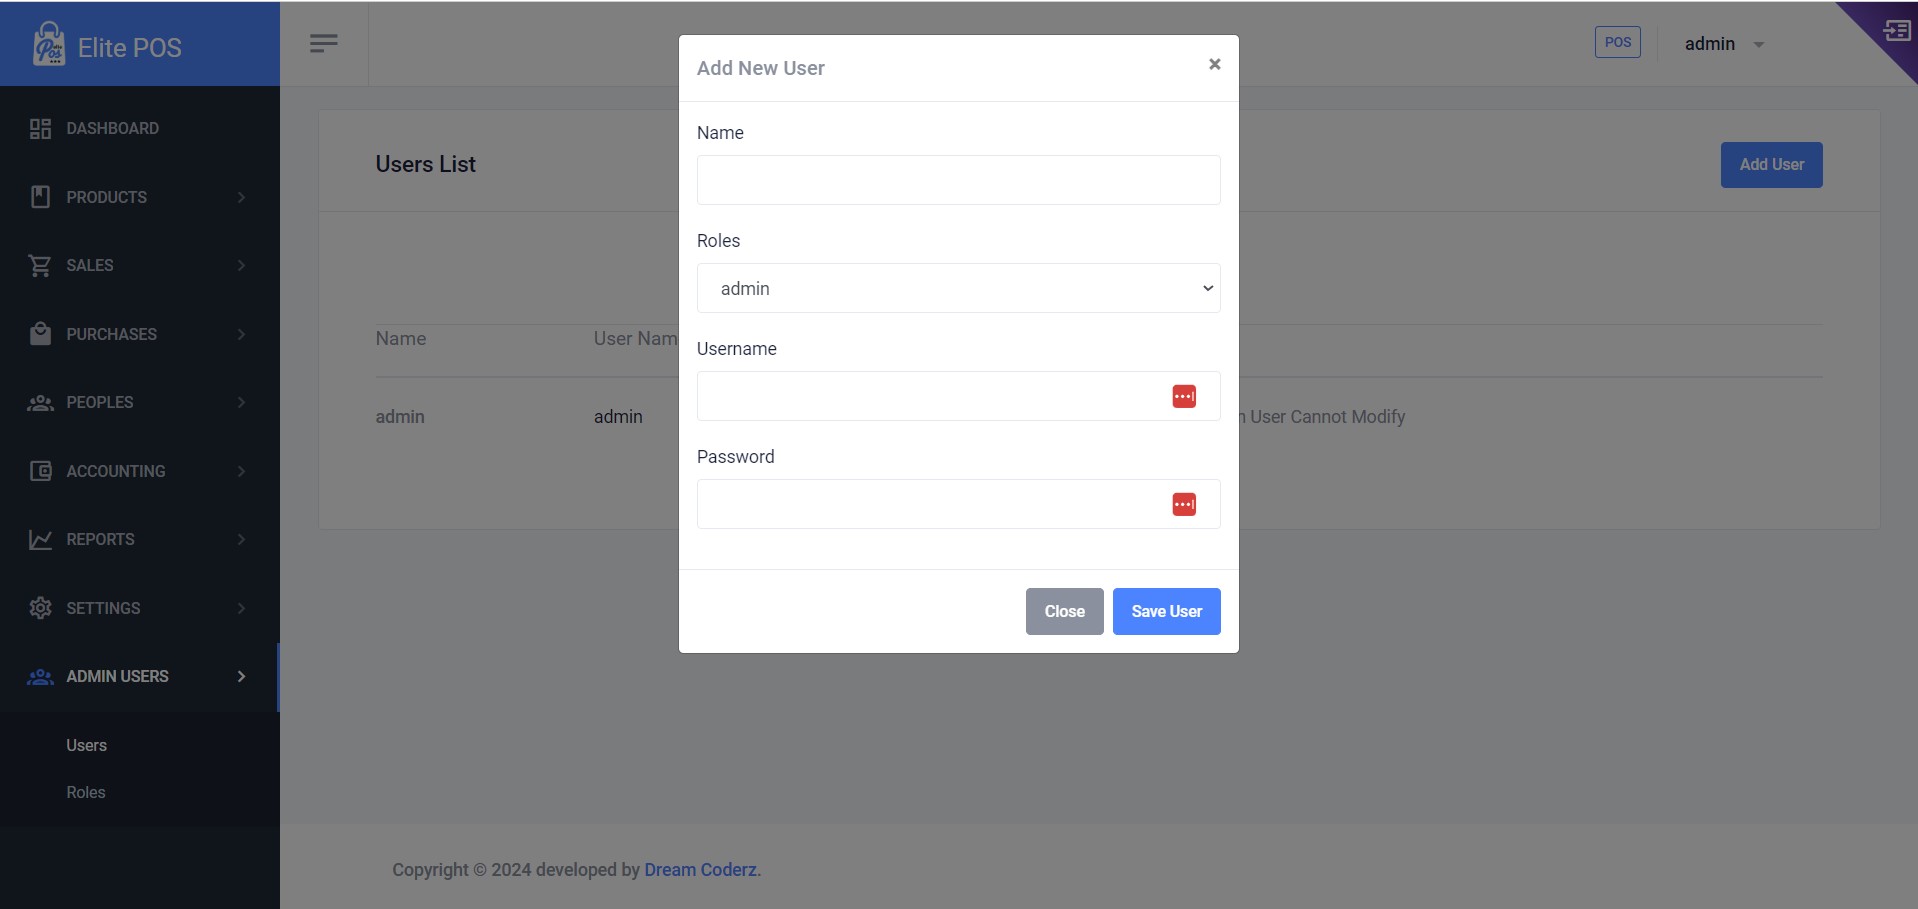 Elite POS
POS
admin
DASHBOARD
PRODUCTS
SALES
PURCHASES
PEOPLES
ACCOUNTING
REPORTS
SETTINGS
ADMIN USERS
Users
Roles
Users List
Add User
Name
User Nam
admin
admin
User Cannot Modify
Add New User
×
Name
Roles
admin
Username
Password
Close
Save User
Copyright © 2024 developed by Dream Coderz.